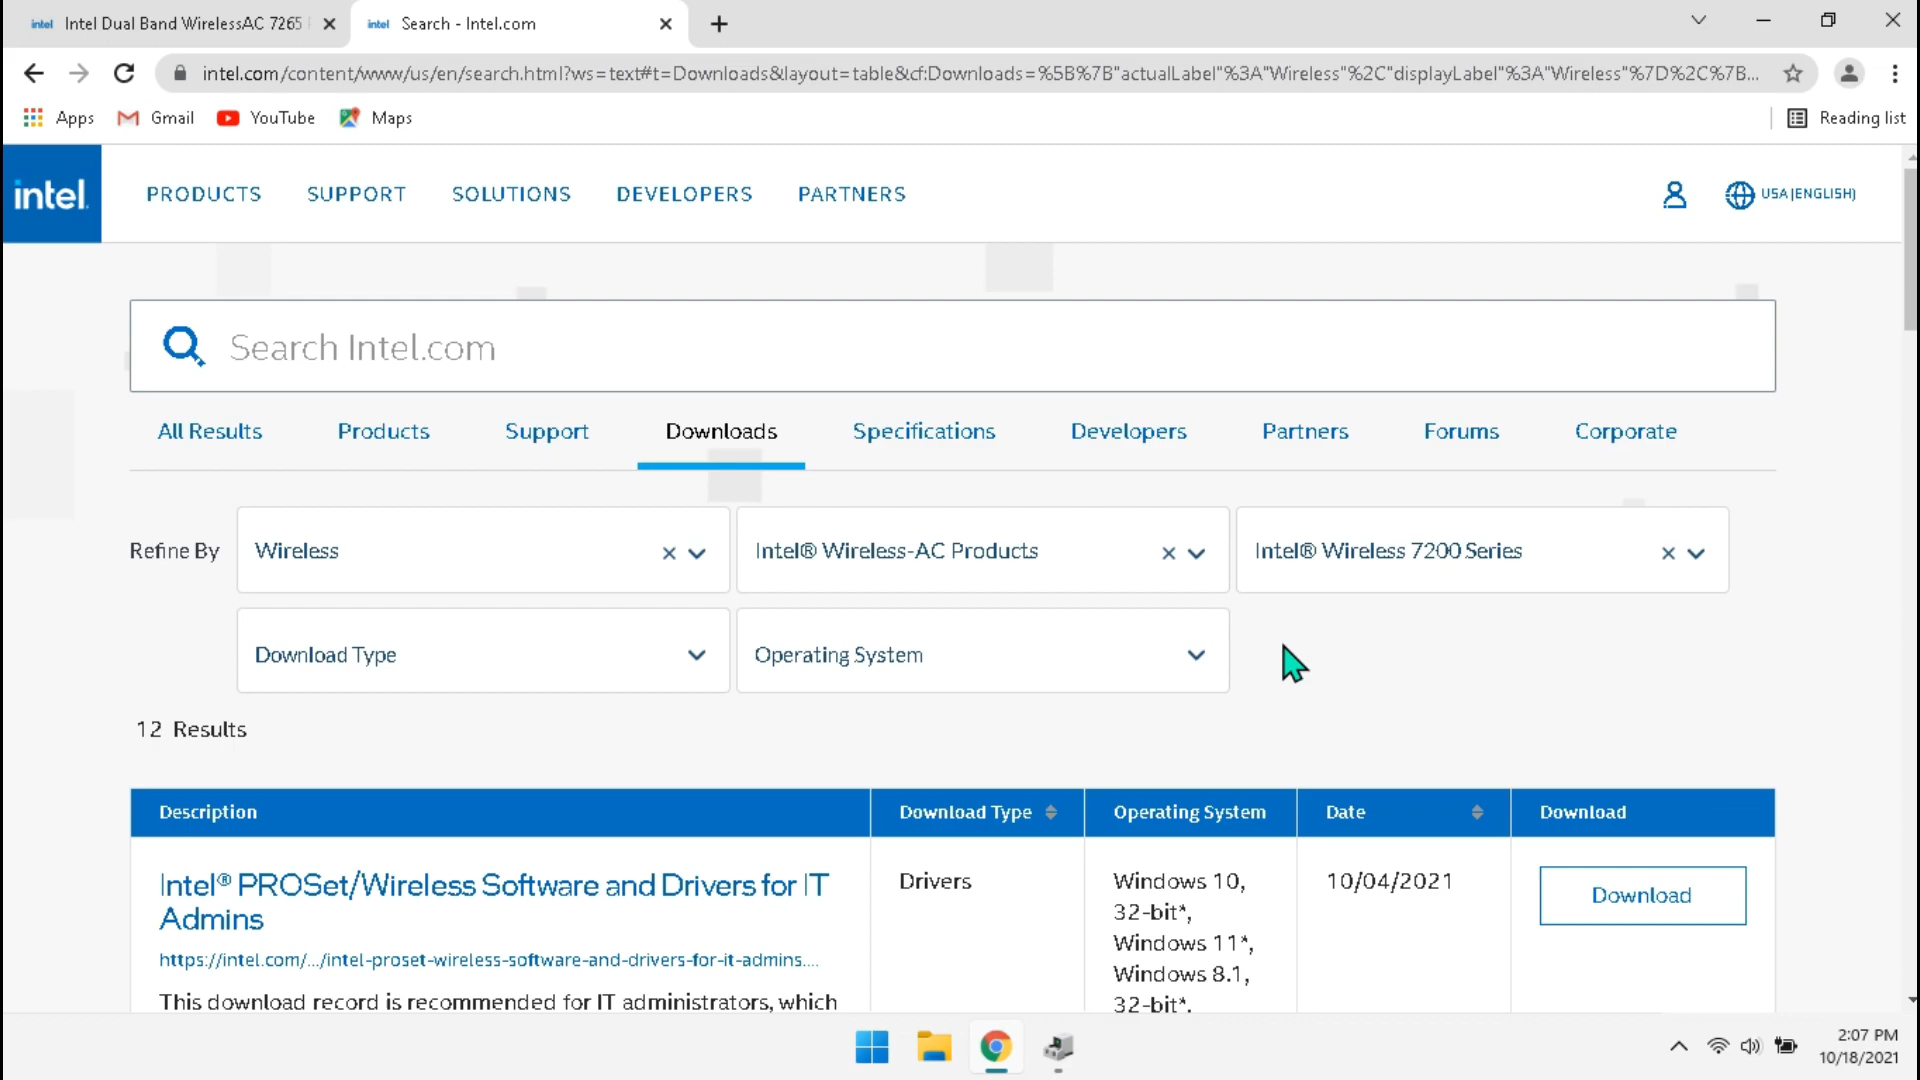 intel Intel Dual Band WirelessAC 7265
intel Search - Intel.com
intel.com/content/www/us/en/search.html?ws=text#t=Downloads&layout=table&cf:Downloads=%5B%7B"actualLabel"%3A"Wireless"%2C"displayLabel"%3A"Wireless"%7D%2C%7B...
Apps Gmail YouTube Maps Reading list
intel. PRODUCTS SUPPORT SOLUTIONS DEVELOPERS PARTNERS USA (ENGLISH)
Search Intel.com
All Results Products Support Downloads Specifications Developers Partners Forums Corporate
Refine By Wireless Intel® Wireless-AC Products Intel® Wireless 7200 Series
Download Type Operating System
12 Results
Description Download Type Operating System Date Download
Intel® PROSet/Wireless Software and Drivers for IT
Admins
https://intel.com/.../intel-proset-wireless-software-and-drivers-for-it-admins....
This download record is recommended for IT administrators, which
Drivers
Windows 10,
32-bit*,
Windows 11*,
Windows 8.1,
32-bit*,
10/04/2021
Download
2:07 PM
10/18/2021